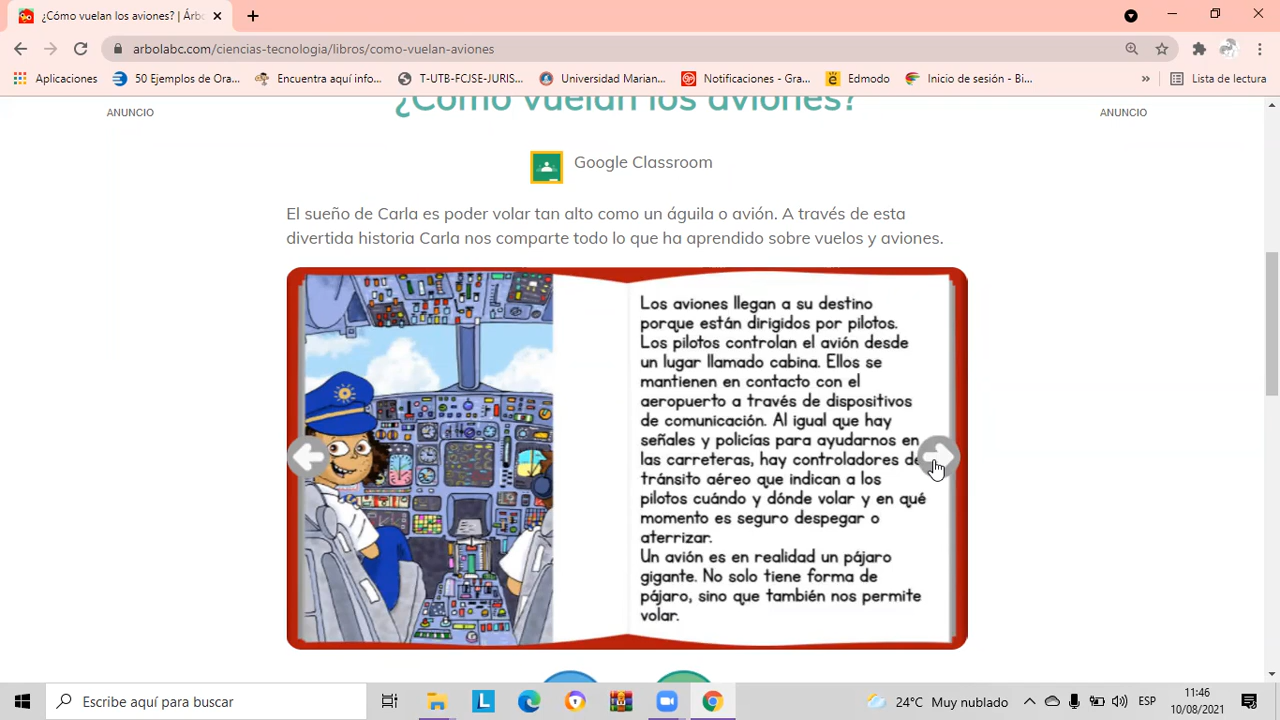 ¿Cómo vuelan los aviones? | Árbo
arbolabc.com/ciencias-tecnologia/libros/como-vuelan-aviones
Aplicaciones
50 Ejemplos de Ora...
Encuentra aquí info...
T-UTB-FCJSE-JURIS...
Universidad Marian...
Notificaciones - Gra...
Edmodo
Inicio de sesión - Bi...
»
Lista de lectura
ANUNCIO
¿Cómo vuelan los aviones?
ANUNCIO
Google Classroom
El sueño de Carla es poder volar tan alto como un águila o avión. A través de esta
divertida historia Carla nos comparte todo lo que ha aprendido sobre vuelos y aviones.
Los aviones llegan a su destino
porque están dirigidos por pilotos.
Los pilotos controlan el avión desde
un lugar llamado cabina. Ellos se
mantienen en contacto con el
aeropuerto a través de dispositivos
de comunicación. Al igual que hay
señales y policías para ayudarnos en
las carreteras, hay controladores de
tránsito aéreo que indican a los
pilotos cuándo y dónde volar y en qué
momento es seguro despegar o
aterrizar.
Un avión es en realidad un pájaro
gigante. No solo tiene forma de
pájaro, sino que también nos permite
volar.
Escribe aquí para buscar
24°C Muy nublado
ESP
11:46
10/08/2021